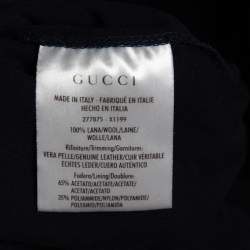 GUCCI
MADE IN ITALY - FABRIQUÉ EN ITALIE
HECHO EN ITALIA
277875 - X1199
100% LANA/WOOL/LAINE/
WOLLE/LANA
Rifiniture/Trimming/Garniture:
VERA PELLE/GENUINE LEATHER/CUIR VÉRITABLE
ECHTES LEDER/CUERO AUTÉNTICO
Fodera/Lining/Doublure:
65% ACETATO/ACETATE/ACETATE/
ACETAT/ACETATO
35% NYLON/POLYAMIDE/POLYAMIDE/
POLYAMID/POLIAMIDA